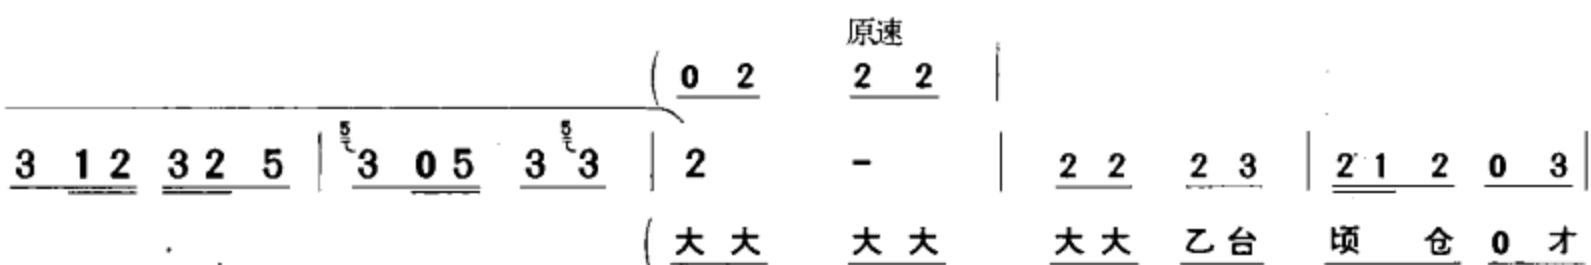 原速
( 0 2 2 2 |
3 1 2 3 2 5 | 5 3 0 5 3 5 3 | 2 - | 2 2 2 3 | 2 1 2 0 3 |
( 大 大 大 大 大 大 乙 台 顷 仓 0 才